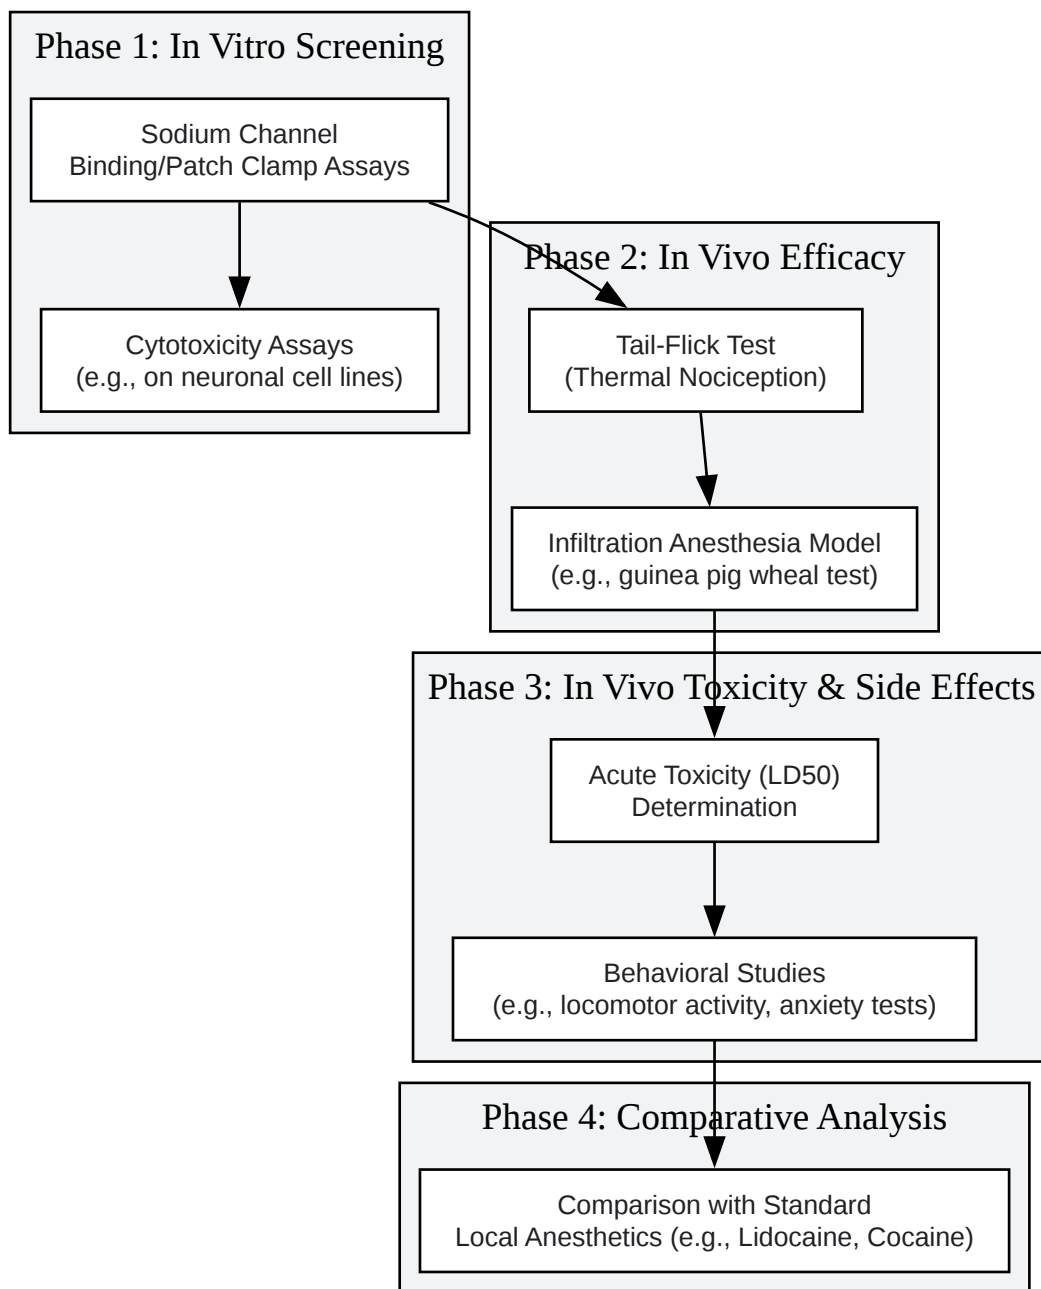 Phase 1: In Vitro Screening
Sodium Channel
Binding/Patch Clamp Assays
Cytotoxicity Assays
(e.g., on neuronal cell lines)
Phase 2: In Vivo Efficacy
Tail-Flick Test
(Thermal Nociception)
Infiltration Anesthesia Model
(e.g., guinea pig wheal test)
Phase 3: In Vivo Toxicity & Side Effects
Acute Toxicity (LD50)
Determination
Behavioral Studies
(e.g., locomotor activity, anxiety tests)
Phase 4: Comparative Analysis
Comparison with Standard
Local Anesthetics (e.g., Lidocaine, Cocaine)